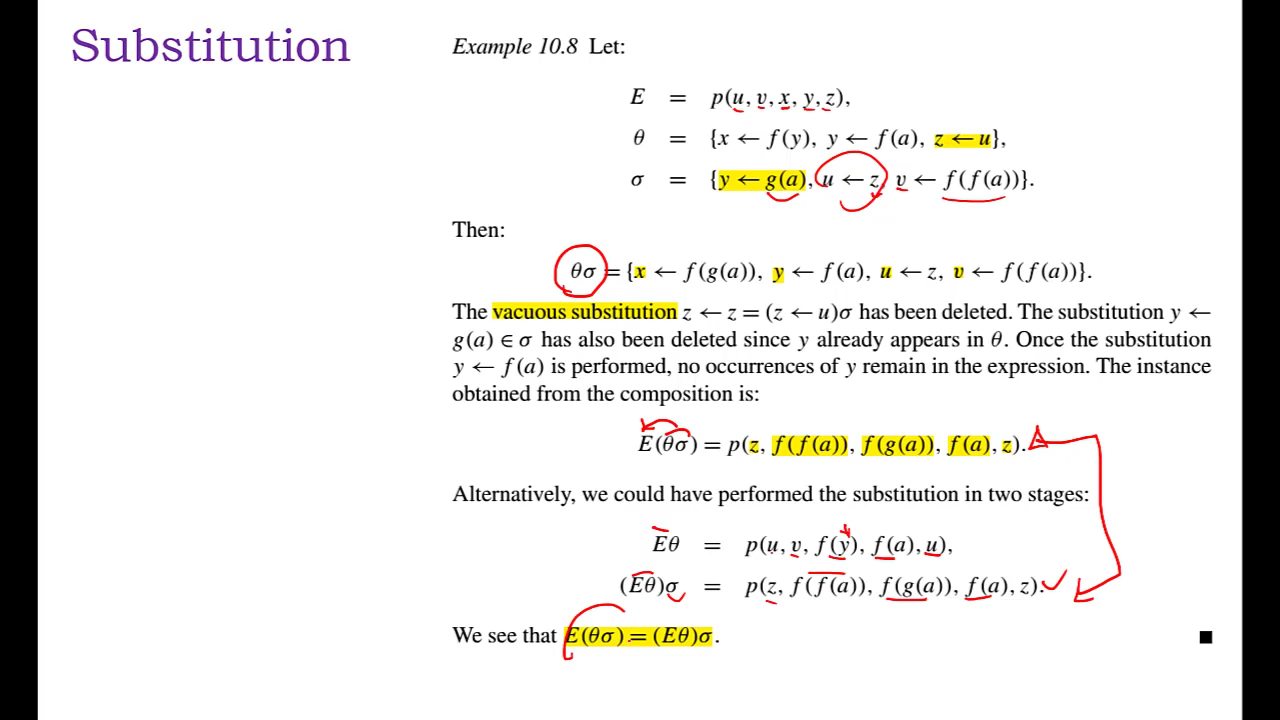 Substitution
Example 10.8 Let:
E = p(u, v, x, y, z),
θ = {x ← f(y), y ← f(a), z ← u},
σ = {y ← g(a), u ← z, v ← f(f(a))}.
Then:
θσ = {x ← f(g(a)), y ← f(a), u ← z, v ← f(f(a))}.
The vacuous substitution z ← z = (z ← u)σ has been deleted. The substitution y ←
g(a) ∈ σ has also been deleted since y already appears in θ. Once the substitution
y ← f(a) is performed, no occurrences of y remain in the expression. The instance
obtained from the composition is:
E(θσ) = p(z, f(f(a)), f(g(a)), f(a), z).
Alternatively, we could have performed the substitution in two stages:
Eθ = p(u, v, f(y), f(a), u),
(Eθ)σ = p(z, f(f(a)), f(g(a)), f(a), z).
We see that E(θσ) = (Eθ)σ.